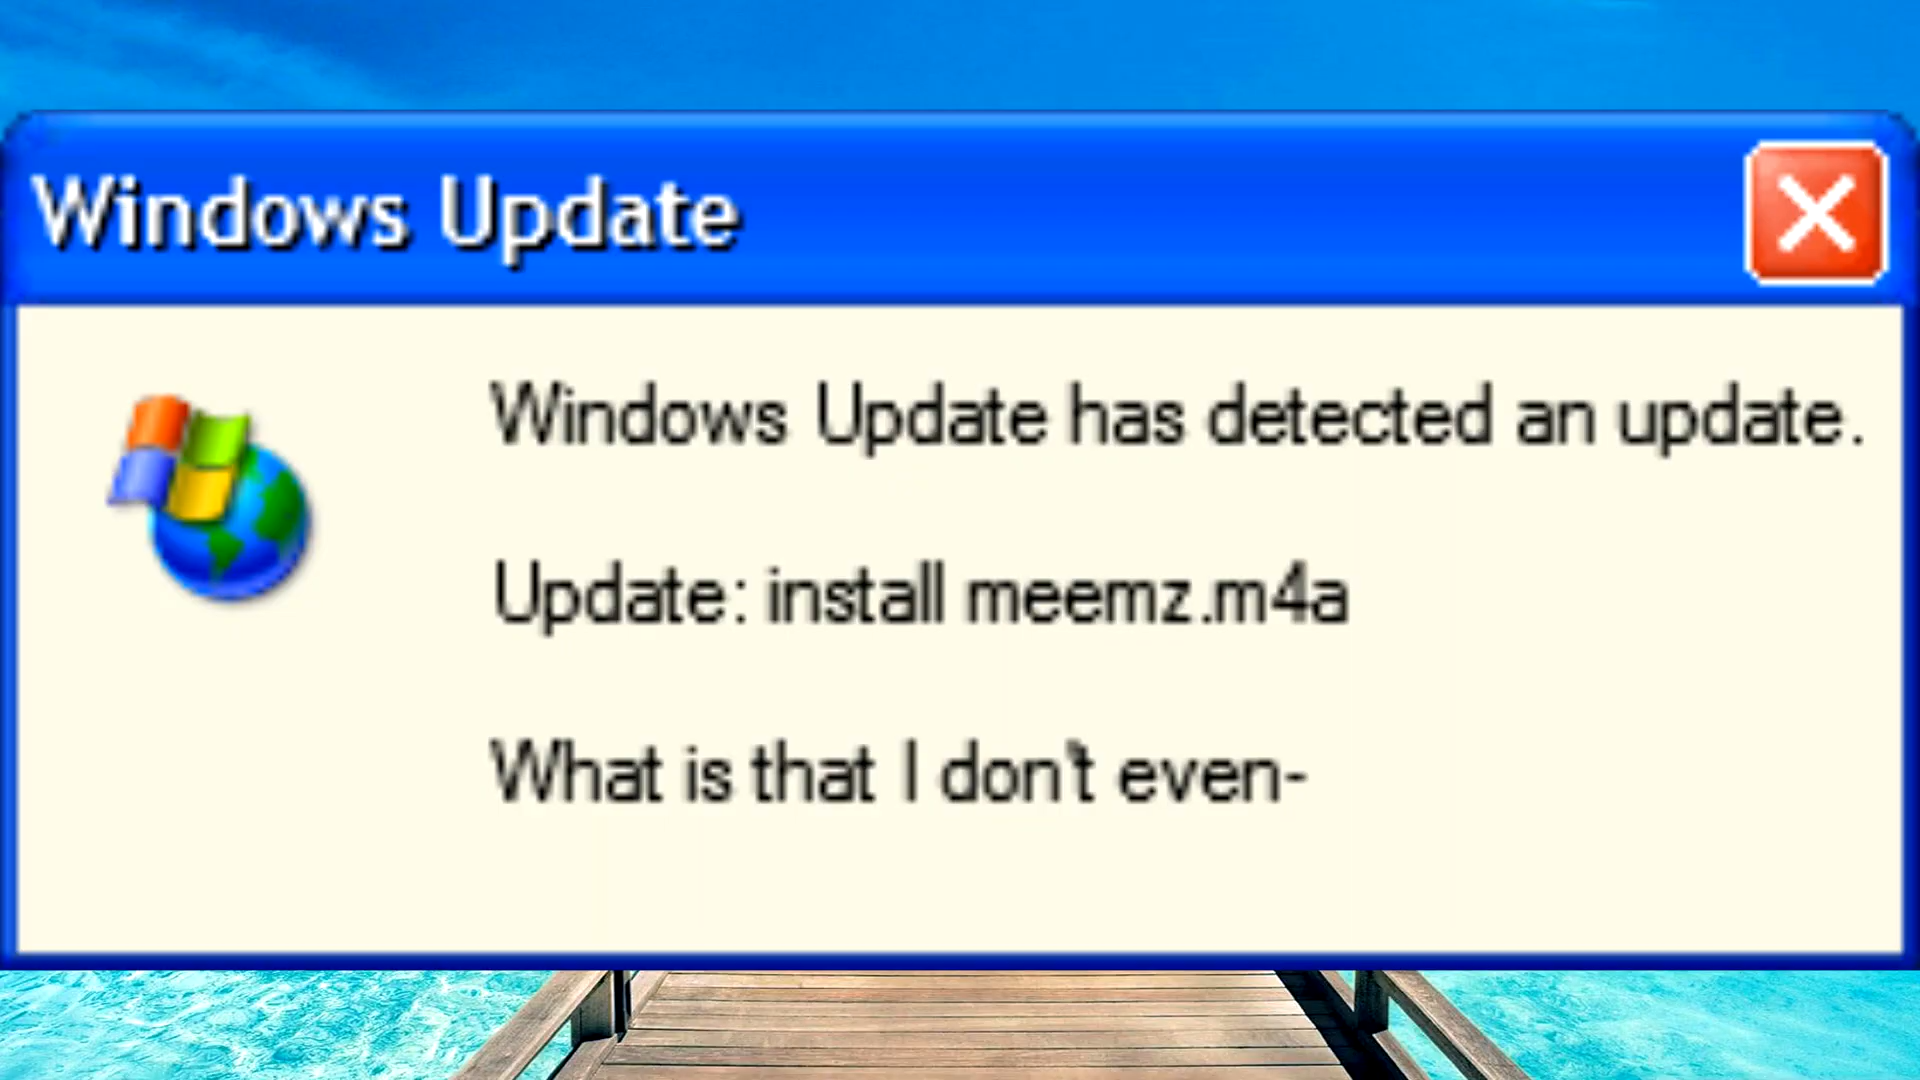 Windows Update
Windows Update has detected an update.
Update: install meemz.m4a
What is that I don't even-